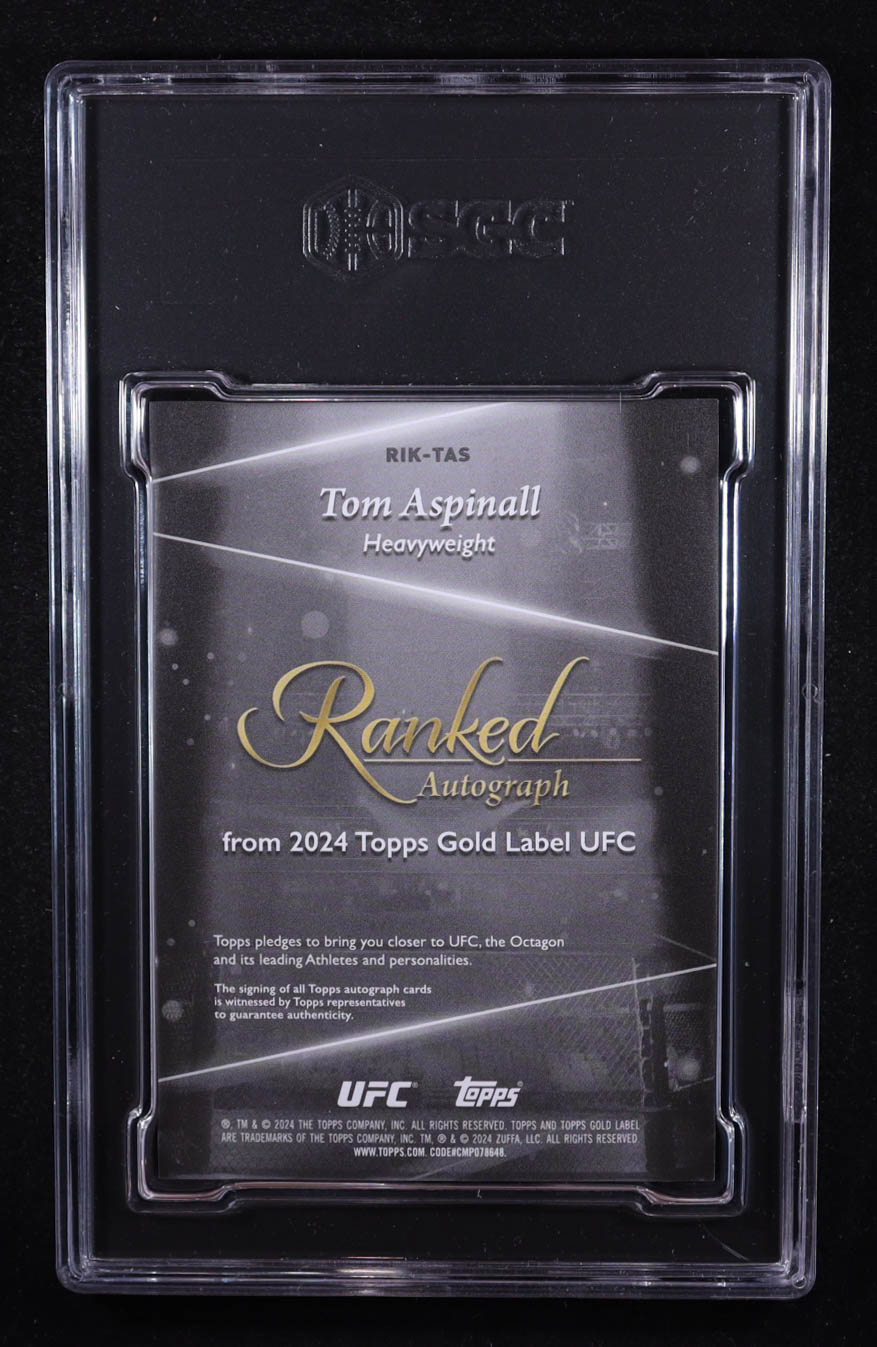 SGC
RIK-TAS
Tom Aspinall
Heavyweight
Ranked
Autograph
from 2024 Topps Gold Label UFC
Topps pledges to bring you closer to UFC, the Octagon
and its leading Athletes and personalities.
The signing of all Topps autograph cards
is witnessed by Topps representatives
to guarantee authenticity.
UFC® Topps®
®, TM & © 2024 THE TOPPS COMPANY, INC. ALL RIGHTS RESERVED. TOPPS AND TOPPS GOLD LABEL
ARE TRADEMARKS OF THE TOPPS COMPANY, INC. TM, ® & © 2024 ZUFFA, LLC. ALL RIGHTS RESERVED.
WWW.TOPPS.COM. CODE#CMP078648.